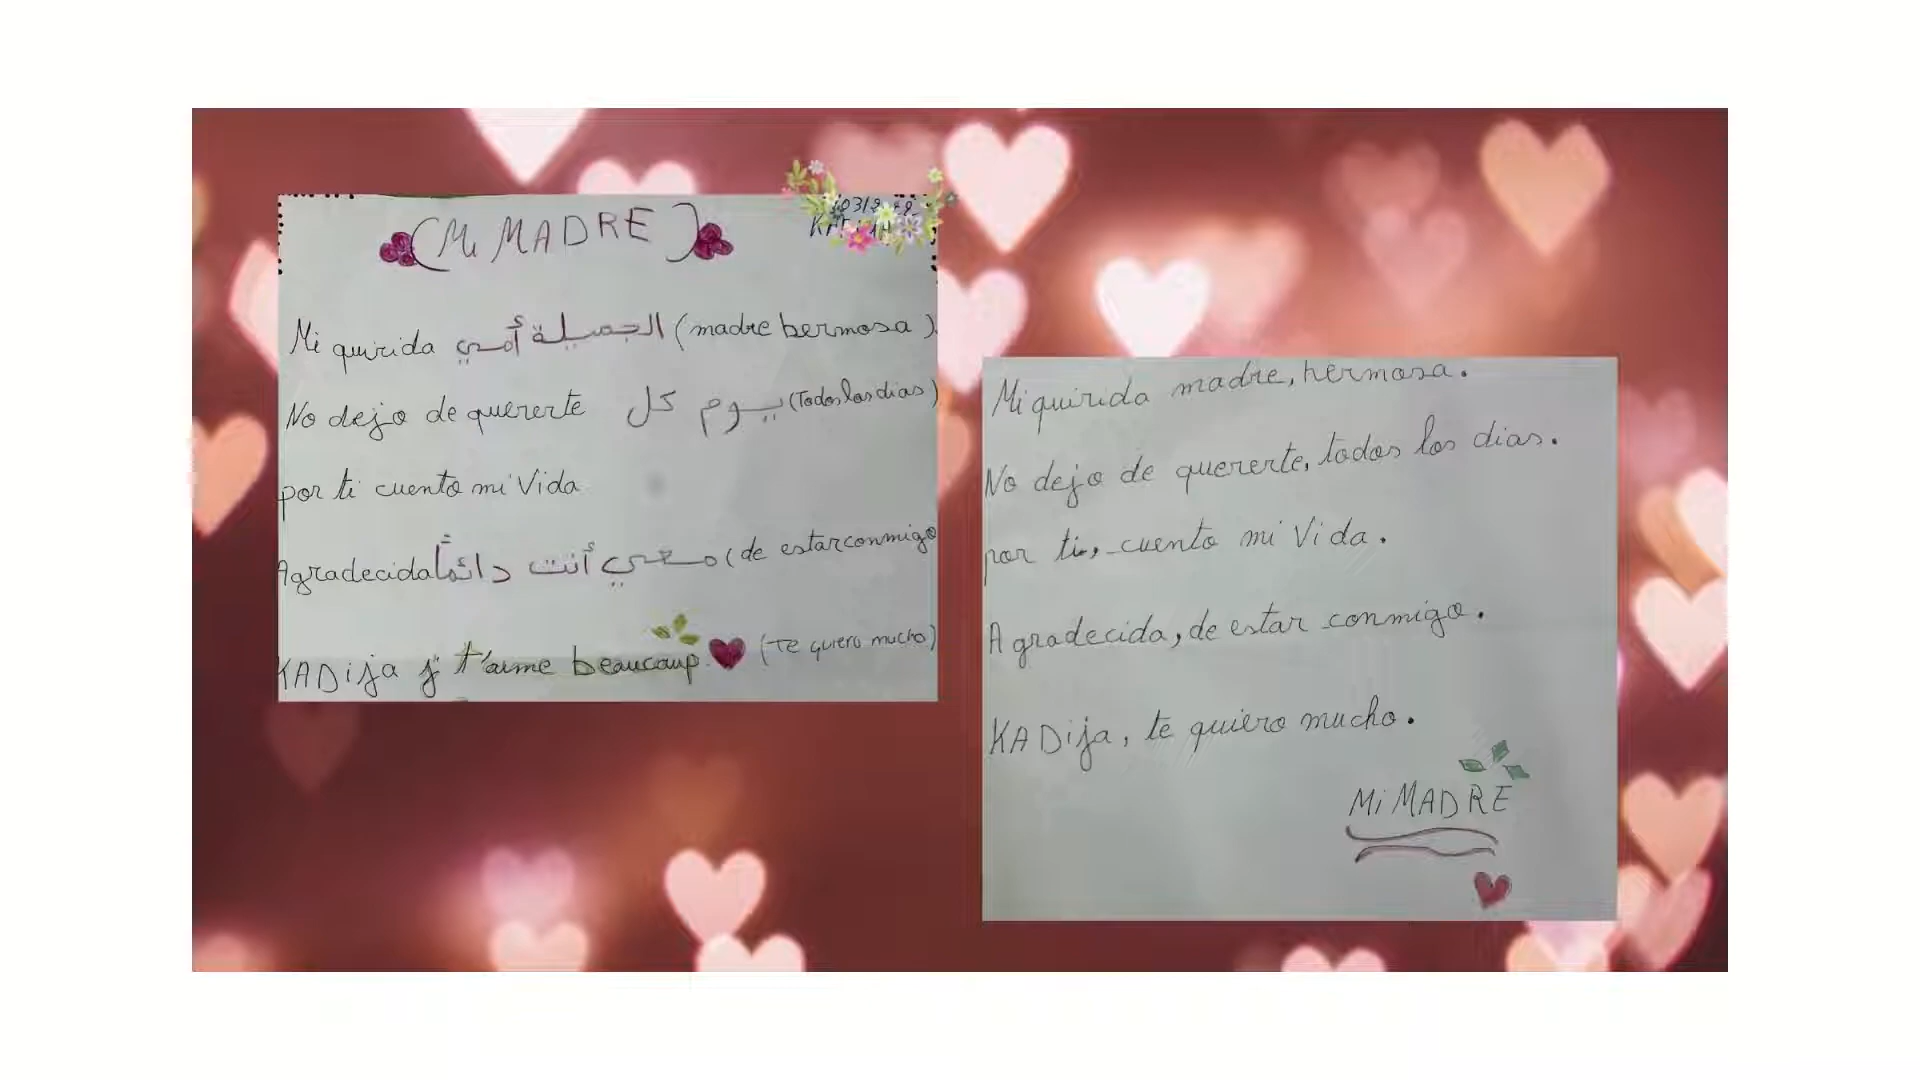 (Mi MADRE)
Mi quirida أمي الجميلة (madre hermosa).
No dejo de quererte كل يوم (Todos los dias)
por ti cuento mi Vida
Agradecida دائمًا أنت معي (de estar conmigo
KADija j t'aime beaucoup. (Te quiero mucho)
Mi quirida madre, hermosa.
No dejo de quererte, todos los dias.
por ti, cuento mi Vida.
Agradecida, de estar conmigo.
KADija, te quiero mucho.
Mi MADRE